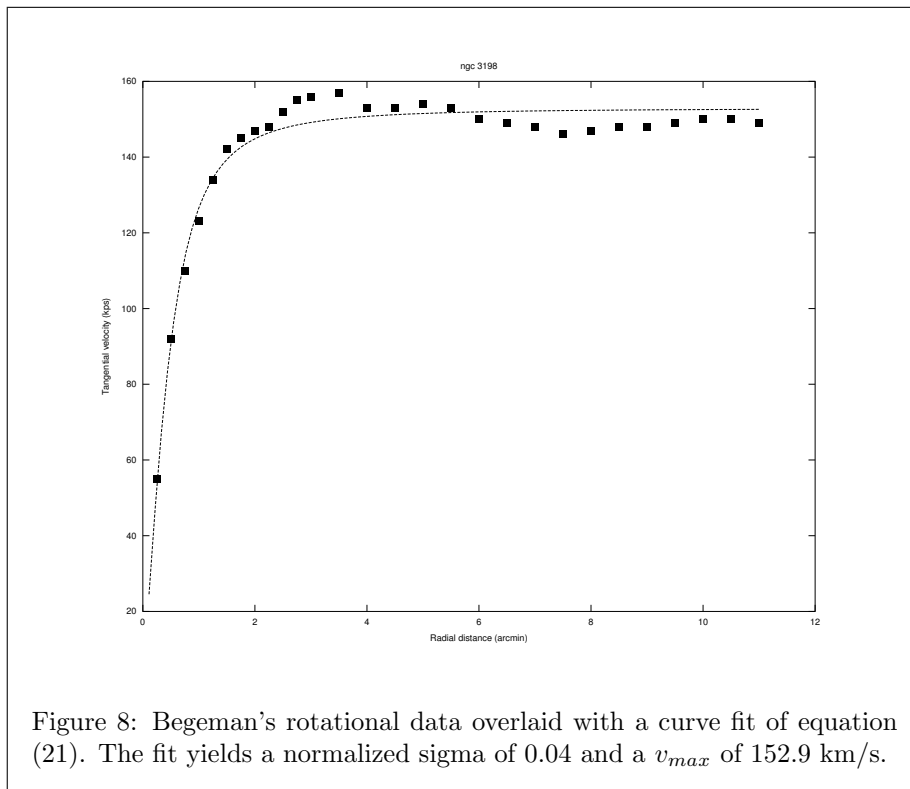 ngc 3198
160
140
120
100
80
60
40
20
Tangential velocity (kps)
0 2 4 6 8 10 12
Radial distance (arcmin)
Figure 8: Begeman's rotational data overlaid with a curve fit of equation
(21). The fit yields a normalized sigma of 0.04 and a v_max of 152.9 km/s.